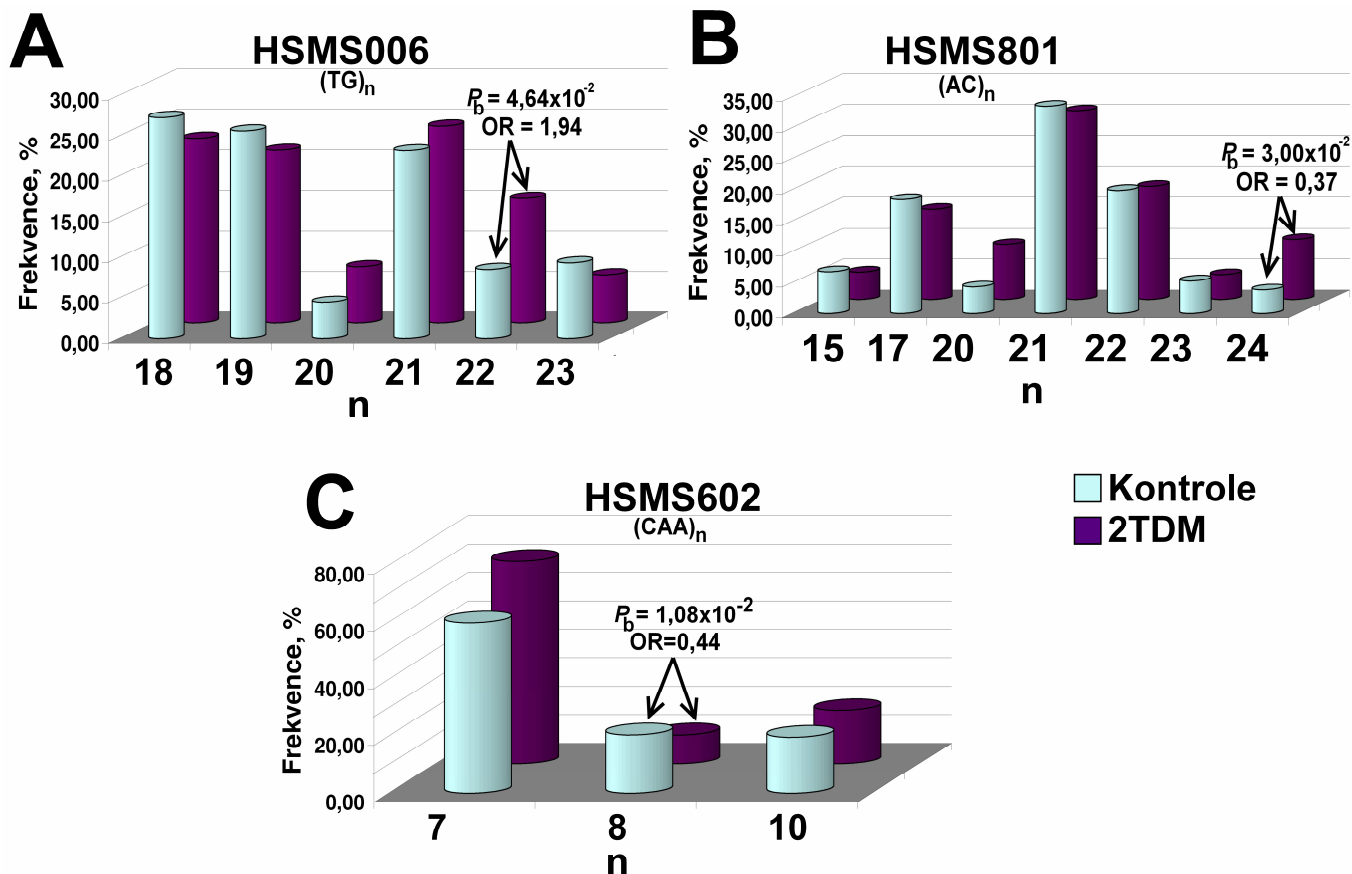 A
HSMS006
(TG)n
Pb = 4,64x10-2
OR = 1,94
Frekvence, %
30,00
25,00
20,00
15,00
10,00
5,00
0,00
18 19 20 21 22 23
n
B
HSMS801
(AC)n
Pb = 3,00x10-2
OR = 0,37
Frekvence, %
35,00
30,00
25,00
20,00
15,00
10,00
5,00
0,00
15 17 20 21 22 23 24
n
C
HSMS602
(CAA)n
Pb = 1,08x10-2
OR=0,44
Frekvence, %
80,00
60,00
40,00
20,00
0,00
7 8 10
n
Kontrole
2TDM